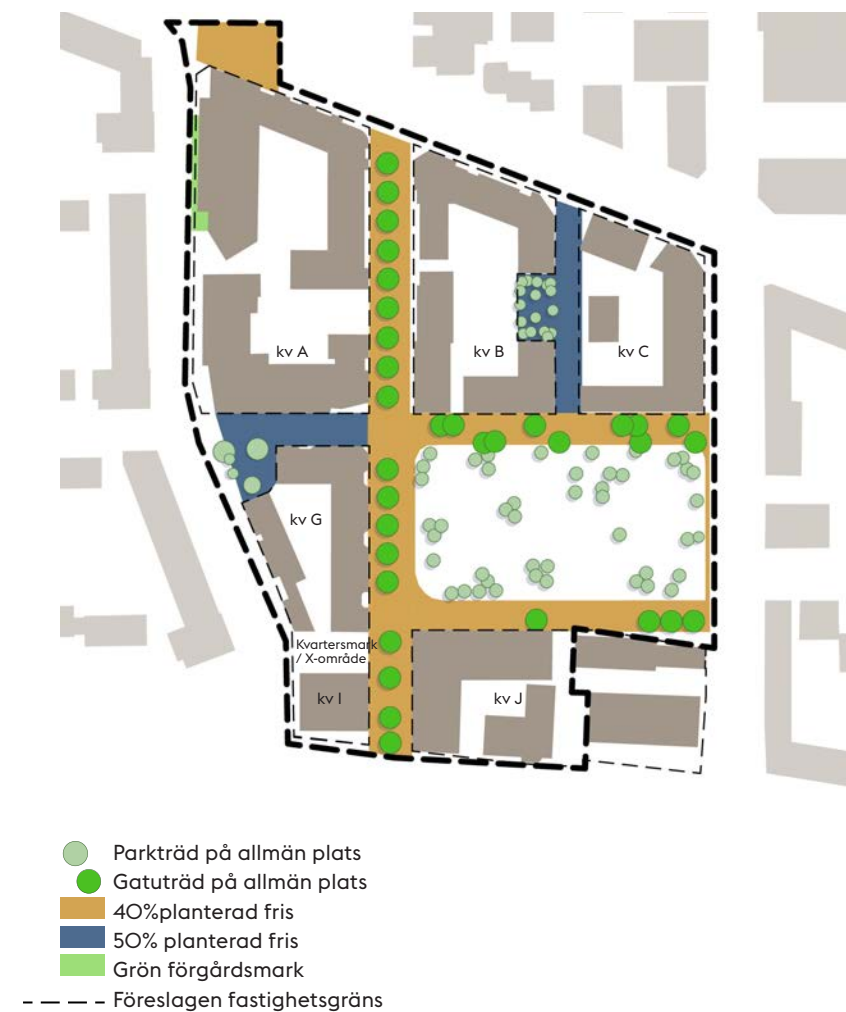 kv A
kv B
kv C
kv G
Kvartersmark
/ X-område
kv I
kv J
Parkträd på allmän plats
Gatuträd på allmän plats
40%planterad fris
50% planterad fris
Grön förgårdsmark
Föreslagen fastighetsgräns